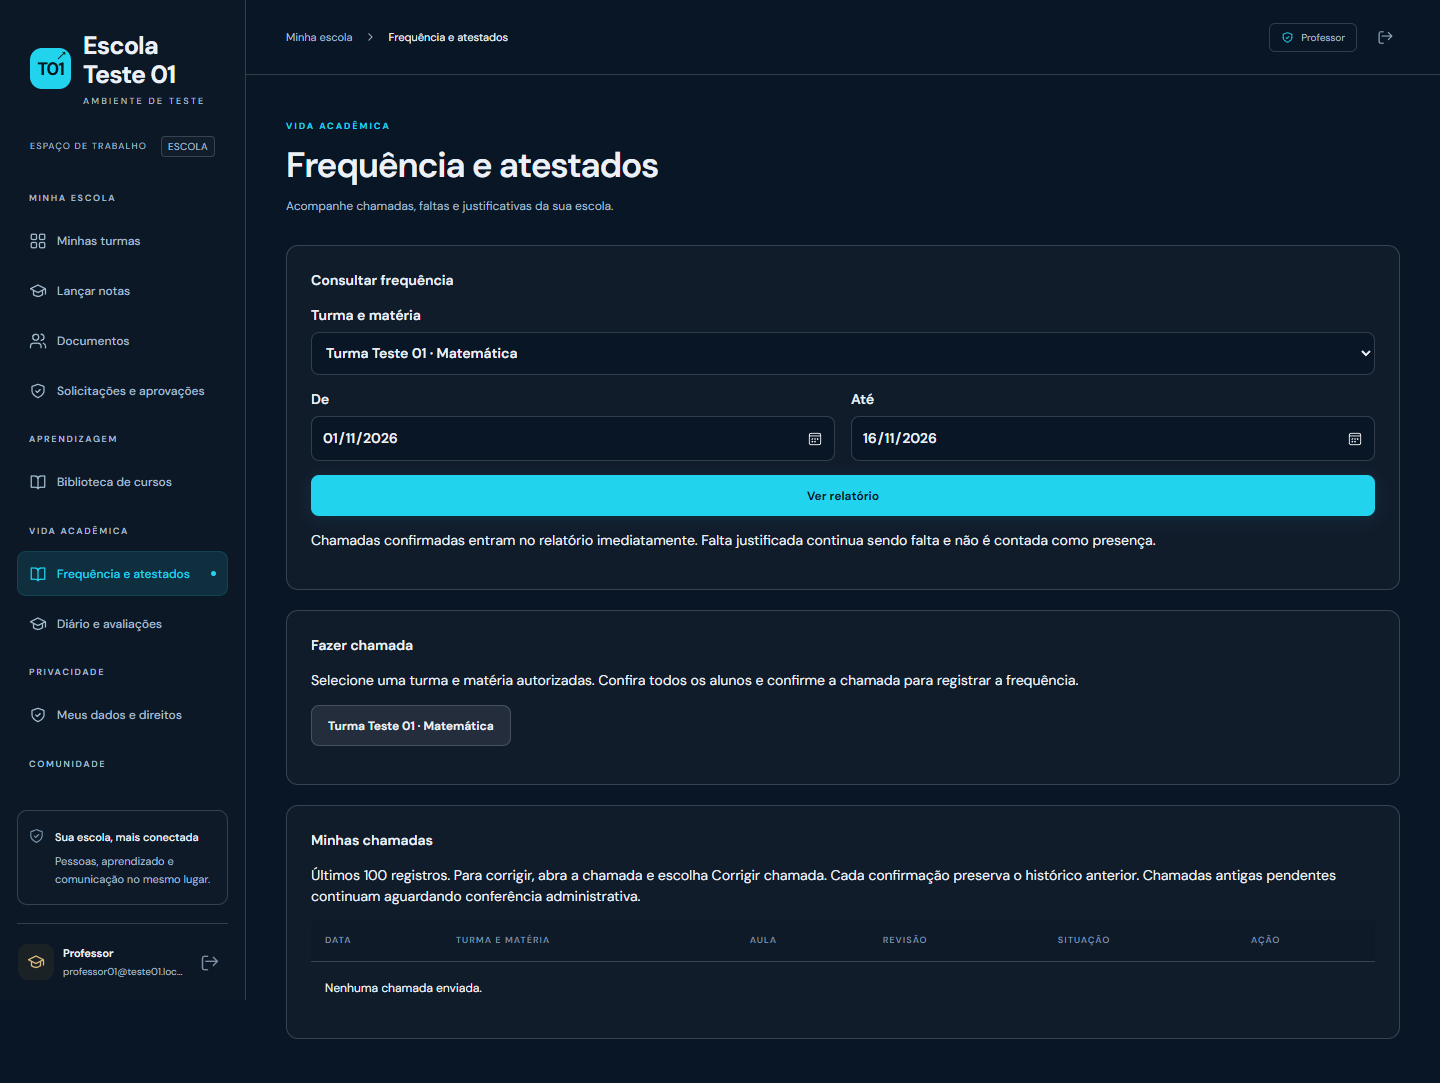 T01
Escola
Teste 01
AMBIENTE DE TESTE
ESPAÇO DE TRABALHO
ESCOLA
MINHA ESCOLA
Minhas turmas
Lançar notas
Documentos
Solicitações e aprovações
APRENDIZAGEM
Biblioteca de cursos
VIDA ACADÊMICA
Frequência e atestados
Diário e avaliações
PRIVACIDADE
Meus dados e direitos
COMUNIDADE
Sua escola, mais conectada
Pessoas, aprendizado e
comunicação no mesmo lugar.
Professor
professor01@teste01.loc...
Minha escola > Frequência e atestados
Professor
VIDA ACADÊMICA
Frequência e atestados
Acompanhe chamadas, faltas e justificativas da sua escola.
Consultar frequência
Turma e matéria
Turma Teste 01 · Matemática
De
Até
01/11/2026
16/11/2026
Ver relatório
Chamadas confirmadas entram no relatório imediatamente. Falta justificada continua sendo falta e não é contada como presença.
Fazer chamada
Selecione uma turma e matéria autorizadas. Confira todos os alunos e confirme a chamada para registrar a frequência.
Turma Teste 01 · Matemática
Minhas chamadas
Últimos 100 registros. Para corrigir, abra a chamada e escolha Corrigir chamada. Cada confirmação preserva o histórico anterior. Chamadas antigas pendentes
continuam aguardando conferência administrativa.
DATA TURMA E MATÉRIA AULA REVISÃO SITUAÇÃO AÇÃO
Nenhuma chamada enviada.